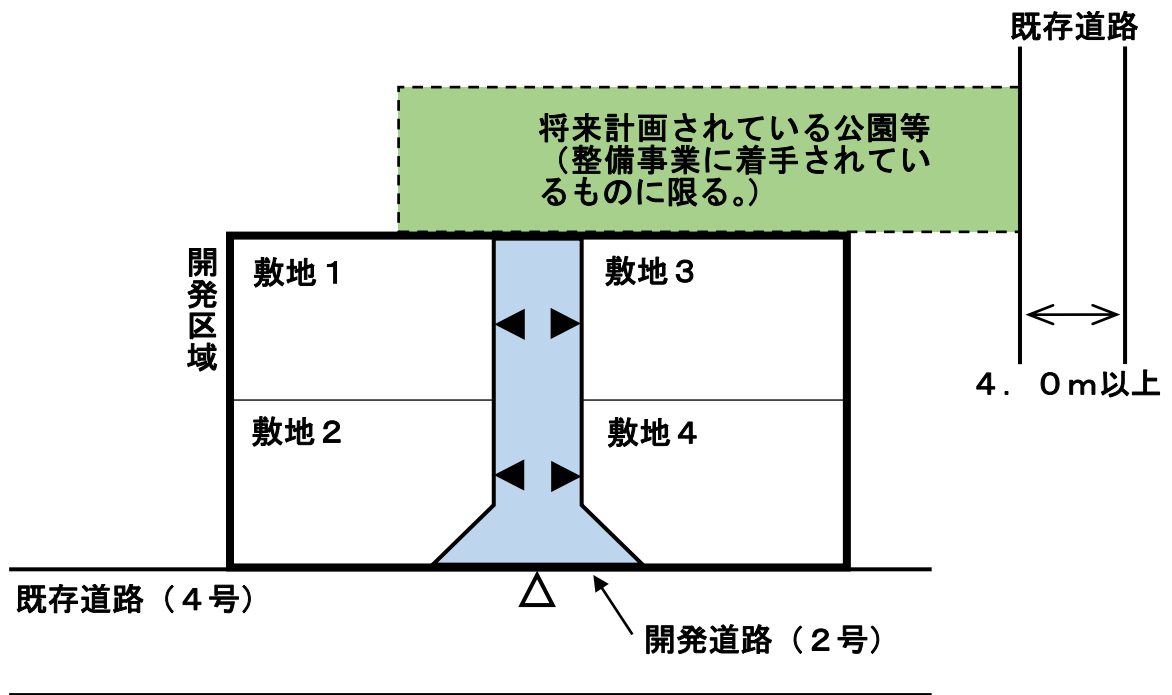 既存道路
将来計画されている公園等
（整備事業に着手されてい
るものに限る。）
開発区域
敷地１
敷地３
４．０ｍ以上
敷地２
敷地４
既存道路（４号）
開発道路（２号）